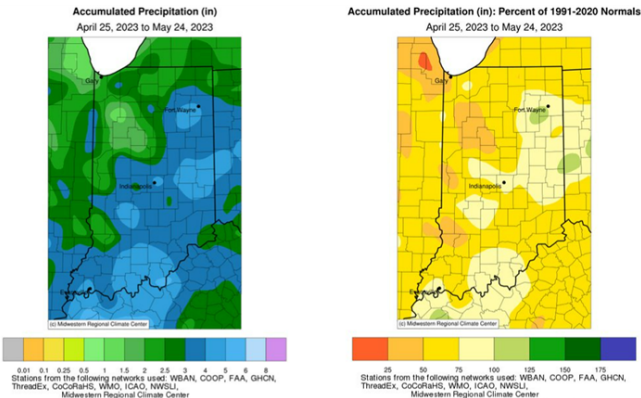 Accumulated Precipitation (in)
April 25, 2023 to May 24, 2023
Gary
Fort Wayne
Indianapolis
(c) Midwestern Regional Climate Center
0.01 0.1 0.25 0.5 1 1.5 2 2.5 3 4 5 6 8
Stations from the following networks used: WBAN, COOP, FAA, GHCN,
ThreadEx, CoCoRaHS, WMO, ICAO, NWSLI,
Midwestern Regional Climate Center
Accumulated Precipitation (in): Percent of 1991-2020 Normals
April 25, 2023 to May 24, 2023
Gary
Fort Wayne
Indianapolis
(c) Midwestern Regional Climate Center
25 50 75 100 125 150 175
Stations from the following networks used: WBAN, COOP, FAA, GHCN,
ThreadEx, CoCoRaHS, WMO, ICAO, NWSLI,
Midwestern Regional Climate Center